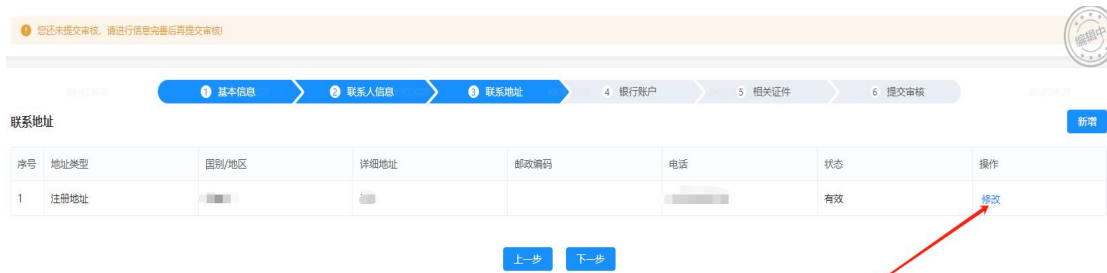 您还未提交审核, 请进行信息完善后再提交审核!
编辑中
1 基本信息 2 联系人信息 3 联系地址 4 银行账户 5 相关证件 6 提交审核
联系地址 新增
序号 地址类型 国别/地区 详细地址 邮政编码 电话 状态 操作
1 注册地址 有效 修改
上一步 下一步